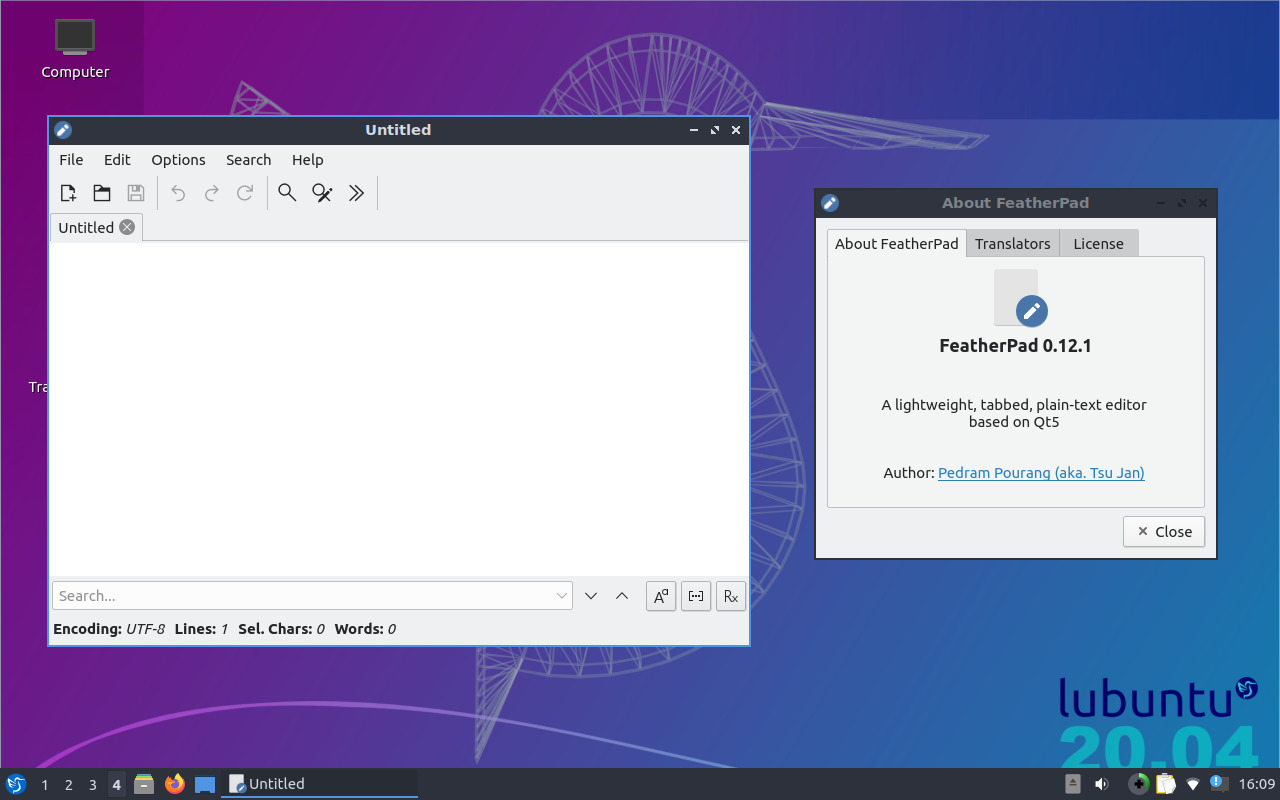 Computer
Tra
Untitled
File Edit Options Search Help
Untitled
Search...
Aa
Rx
Encoding: UTF-8 Lines: 1 Sel. Chars: 0 Words: 0
About FeatherPad
About FeatherPad Translators License
FeatherPad 0.12.1
A lightweight, tabbed, plain-text editor
based on Qt5
Author: Pedram Pourang (aka. Tsu Jan)
Close
lubuntu
20.04
1 2 3 4 Untitled 16:09